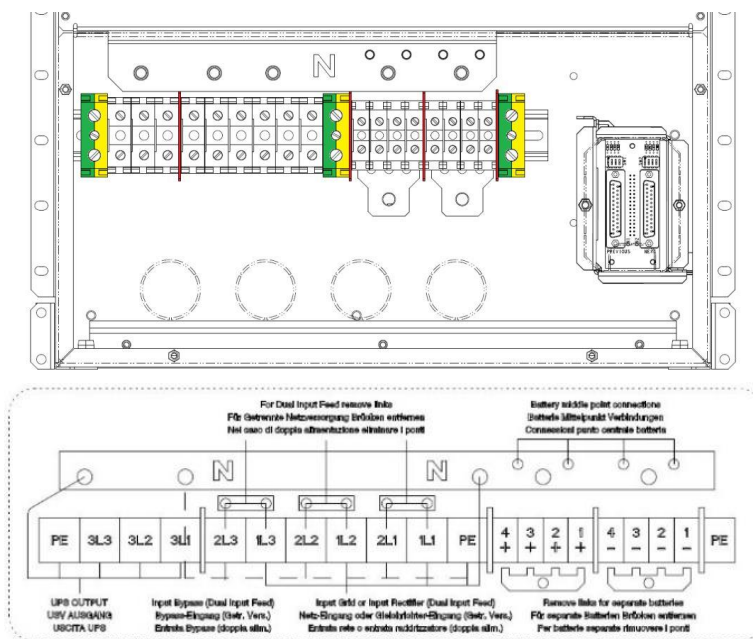 N
PREVIOUS NEXT
For Dual Input Feed remove links
Für Getrennte Netzversorgung Brücken entfernen
Nel caso di doppia alimentazione eliminare i ponti
Battery middle point connections
Batterie Mittelpunkt Verbindungen
Connessioni punto centrale batteria
N N
PE 3L3 3L2 3L1 2L3 1L3 2L2 1L2 2L1 1L1 PE 4 3 2 1 4 3 2 1 PE
+ + + + - - - -
UPS OUTPUT
USV AUSGANG
USCITA UPS
Input Bypass (Dual Input Feed)
Bypass-Eingang (Getr. Vers.)
Entrata Bypass (doppia alim.)
Input Grid or Input Rectifier (Dual Input Feed)
Netz-Eingang oder Gleichrichter-Eingang (Getr. Vers.)
Entrata rete o entrata raddrizzatore (doppia alim.)
Remove links for separate batteries
Für separate Batterien Brücken entfernen
Per batterie separate rimuovere i ponti